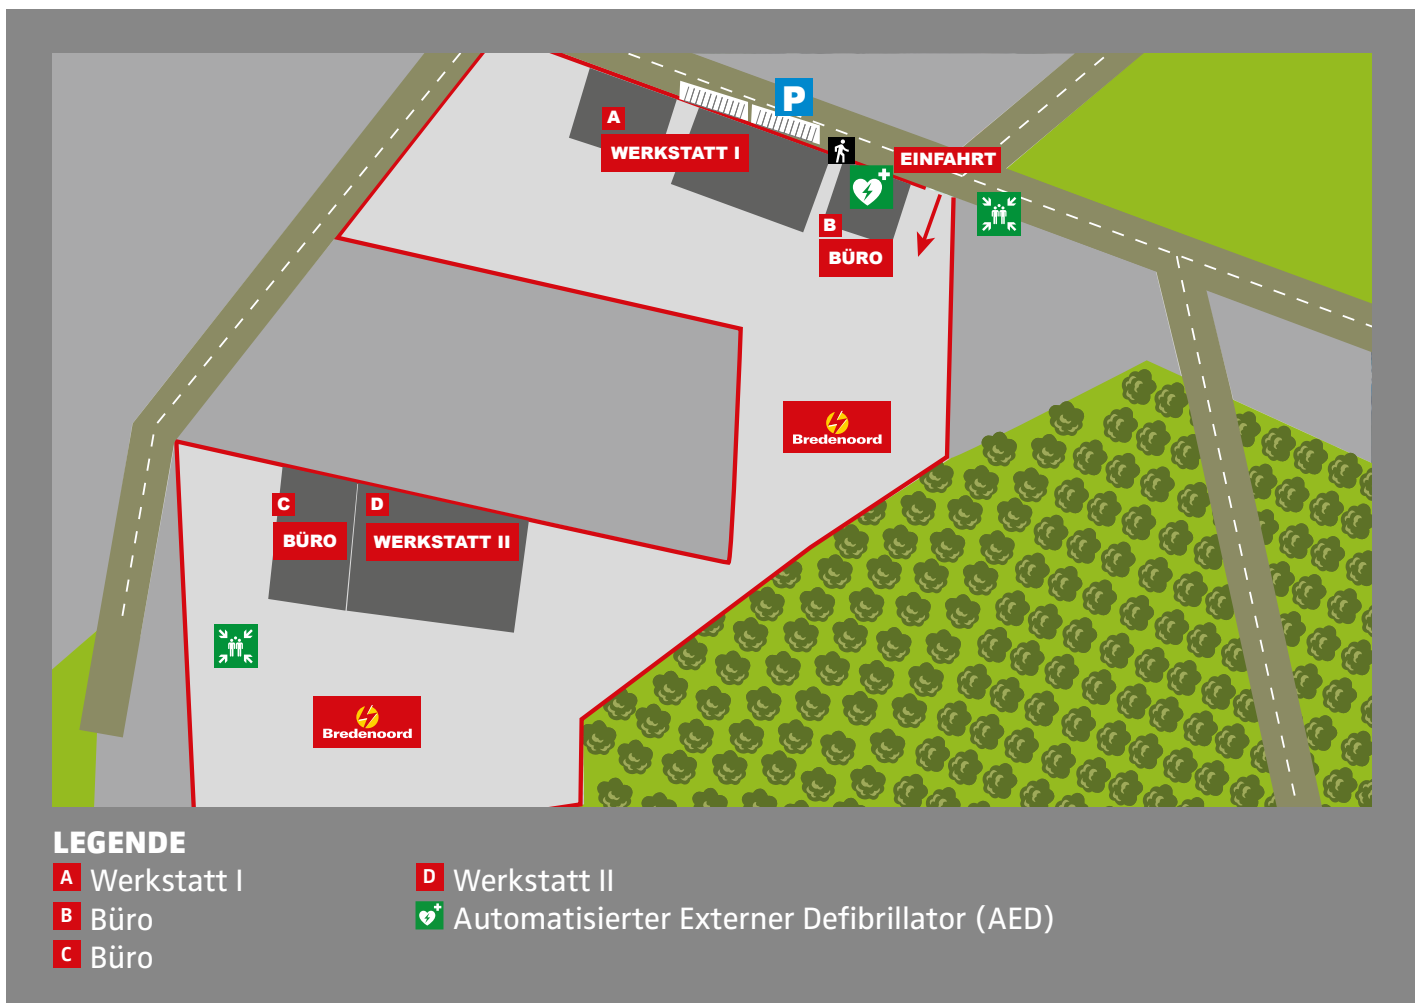 P
A
WERKSTATT I
EINFAHRT
B
BÜRO
Bredenoord
C
D
BÜRO
WERKSTATT II
Bredenoord
LEGENDE
A Werkstatt I
B Büro
C Büro
D Werkstatt II
Automatisierter Externer Defibrillator (AED)